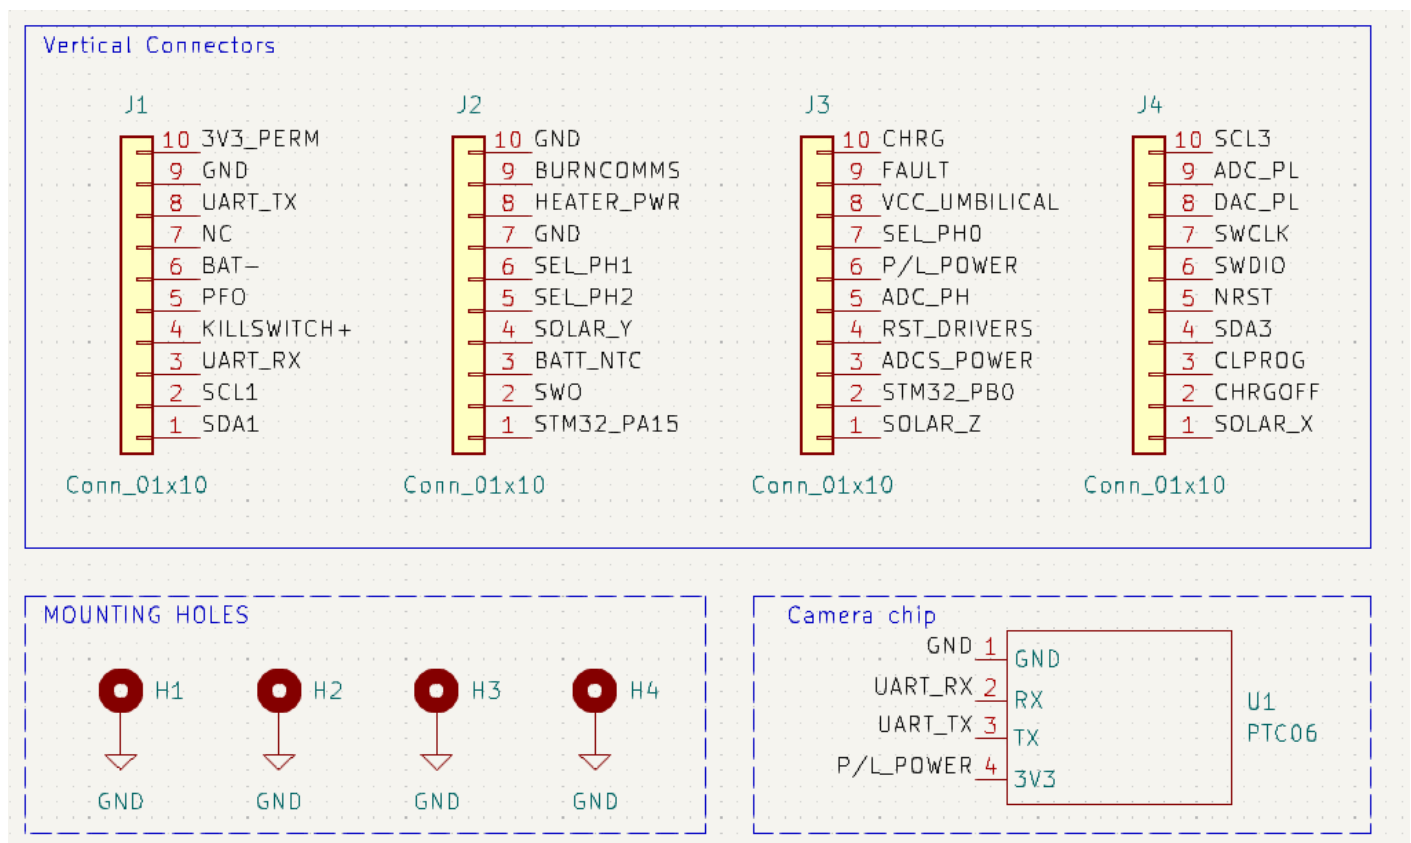 Vertical Connectors
J1
10 3V3_PERM
9 GND
8 UART_TX
7 NC
6 BAT-
5 PFO
4 KILLSWITCH+
3 UART_RX
2 SCL1
1 SDA1
Conn_01x10
J2
10 GND
9 BURNCOMMS
8 HEATER_PWR
7 GND
6 SEL_PH1
5 SEL_PH2
4 SOLAR_Y
3 BATT_NTC
2 SWO
1 STM32_PA15
Conn_01x10
J3
10 CHRG
9 FAULT
8 VCC_UMBILICAL
7 SEL_PH0
6 P/L_POWER
5 ADC_PH
4 RST_DRIVERS
3 ADCS_POWER
2 STM32_PB0
1 SOLAR_Z
Conn_01x10
J4
10 SCL3
9 ADC_PL
8 DAC_PL
7 SWCLK
6 SWDIO
5 NRST
4 SDA3
3 CLPROG
2 CHRGOFF
1 SOLAR_X
Conn_01x10
MOUNTING HOLES
H1
GND
H2
GND
H3
GND
H4
GND
Camera chip
GND 1 GND
UART_RX 2 RX
UART_TX 3 TX
P/L_POWER 4 3V3
U1
PTC06